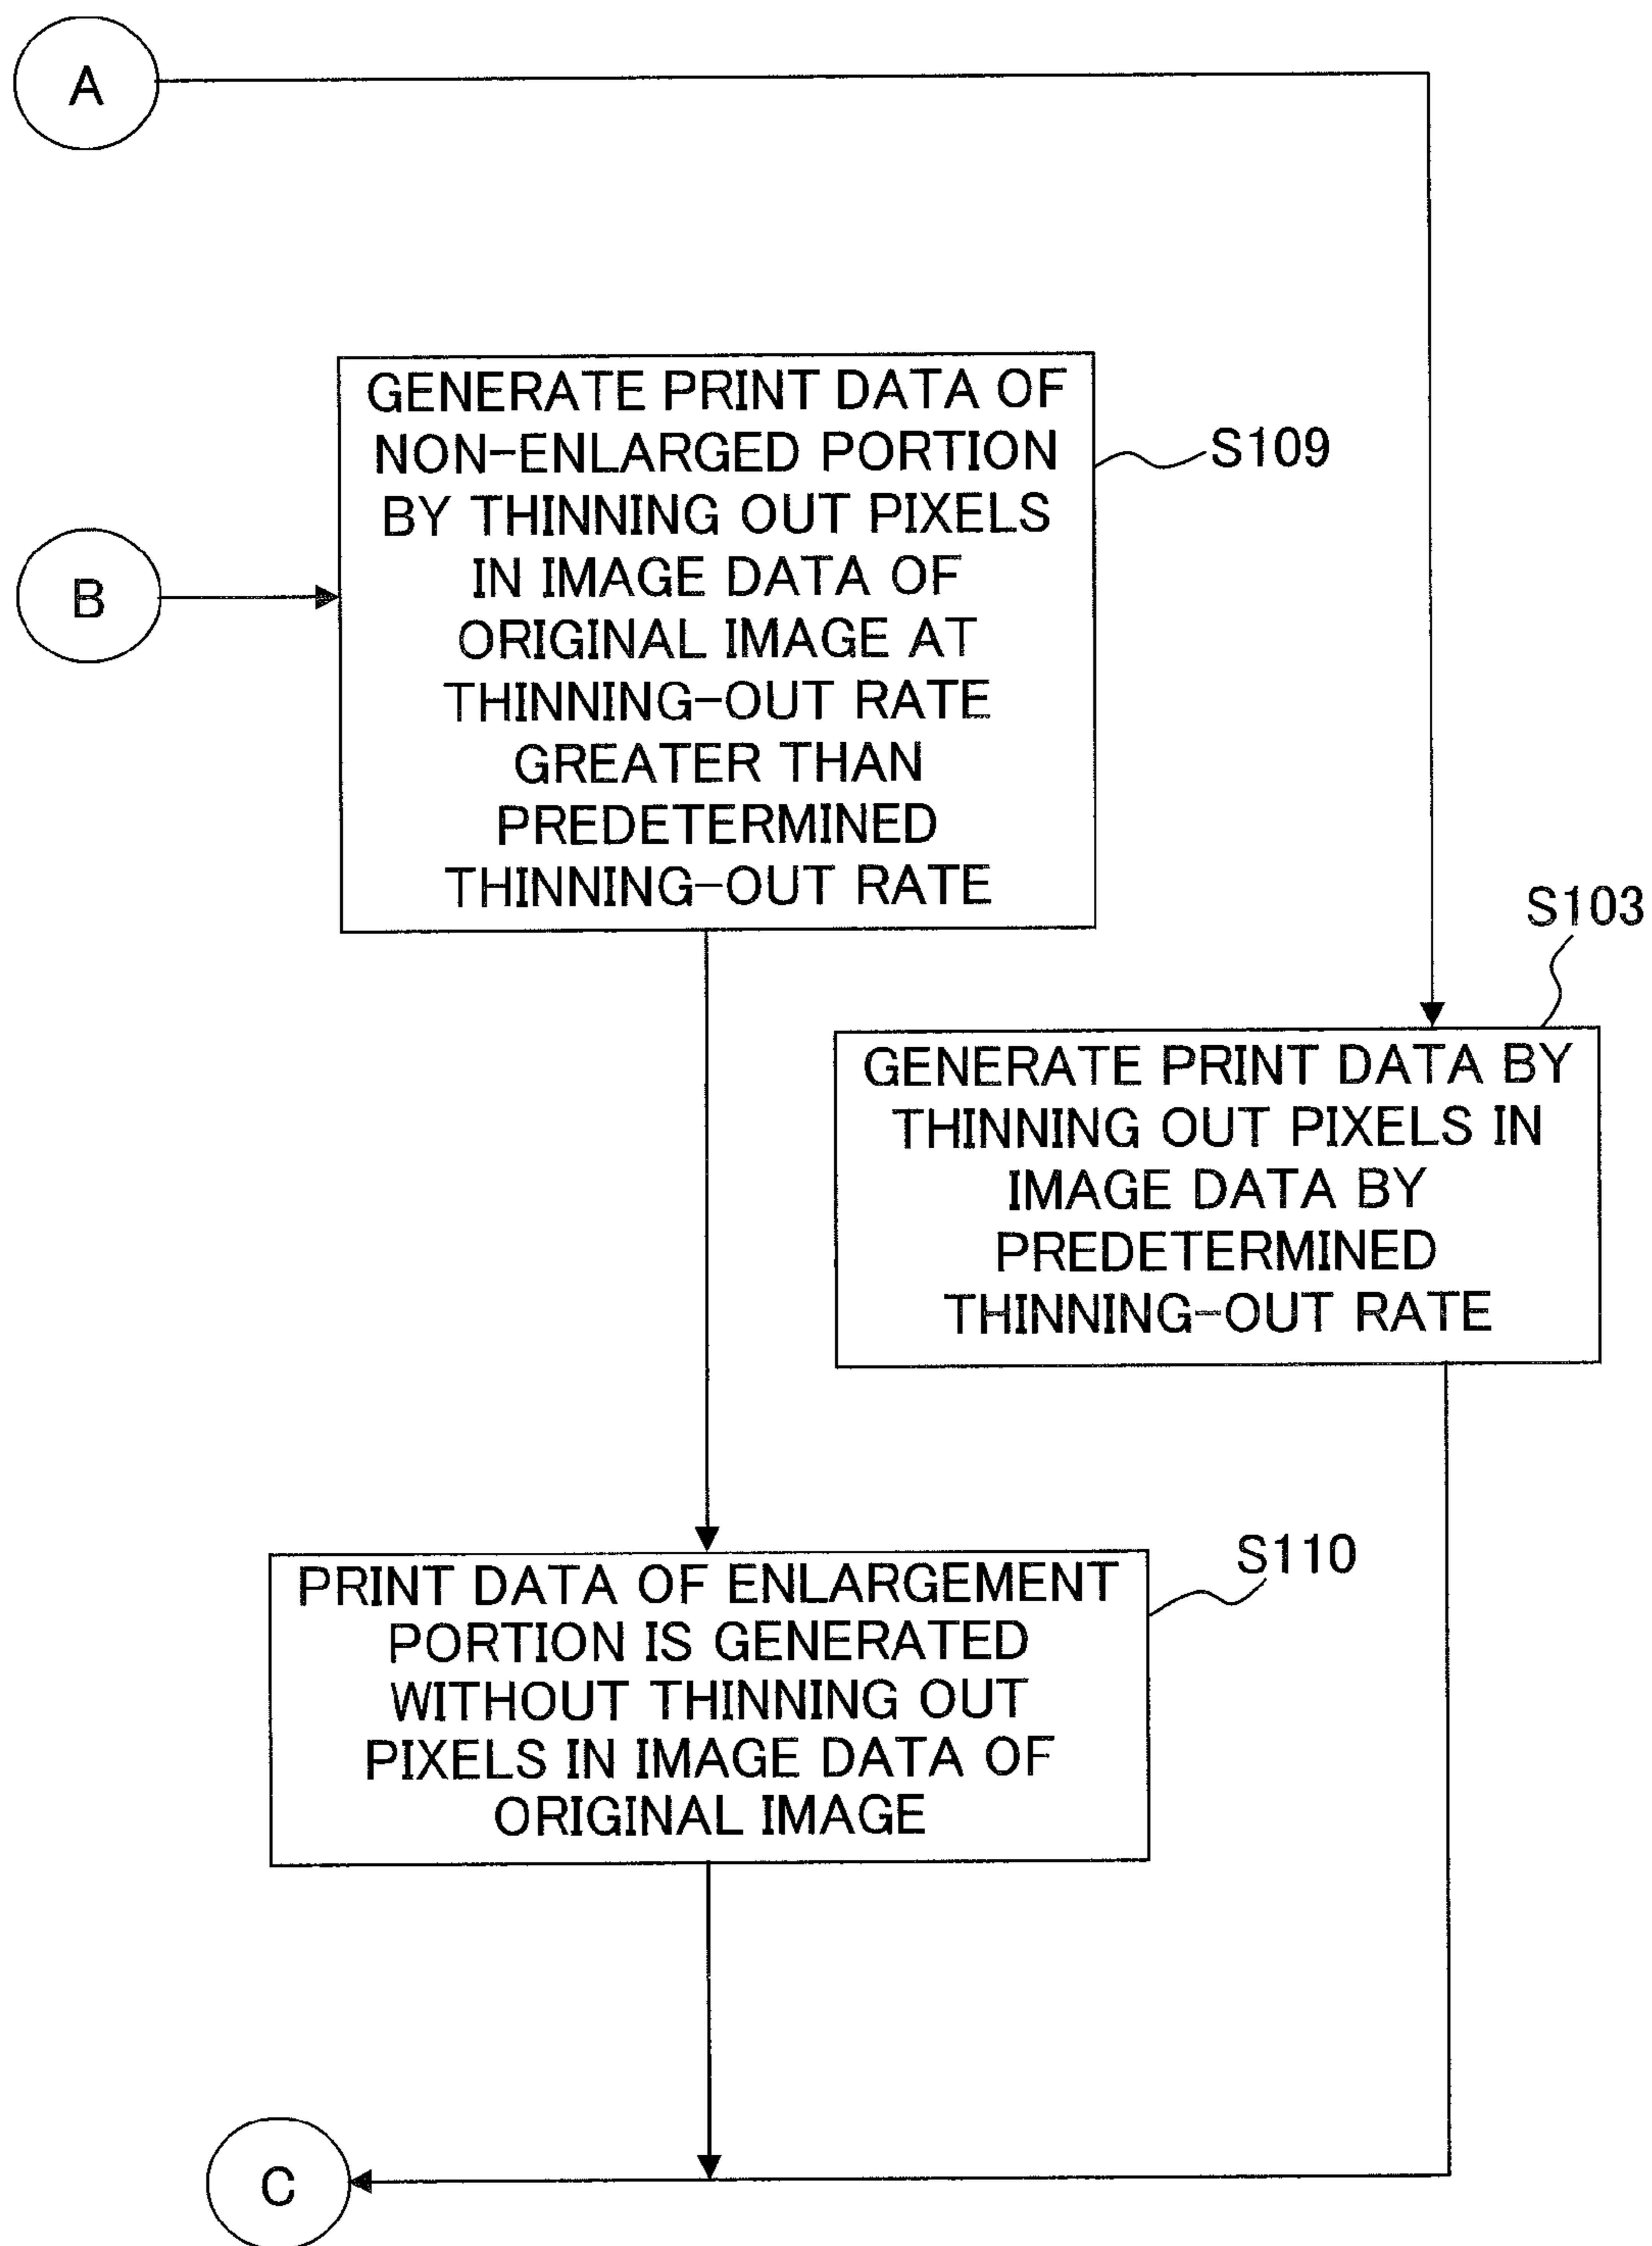 A
GENERATE PRINT DATA OF
NON-ENLARGED PORTION
BY THINNING OUT PIXELS
IN IMAGE DATA OF
ORIGINAL IMAGE AT
THINNING-OUT RATE
GREATER THAN
PREDETERMINED
THINNING-OUT RATE
S109
B
S103
GENERATE PRINT DATA BY
THINNING OUT PIXELS IN
IMAGE DATA BY
PREDETERMINED
THINNING-OUT RATE
S110
PRINT DATA OF ENLARGEMENT
PORTION IS GENERATED
WITHOUT THINNING OUT
PIXELS IN IMAGE DATA OF
ORIGINAL IMAGE
C